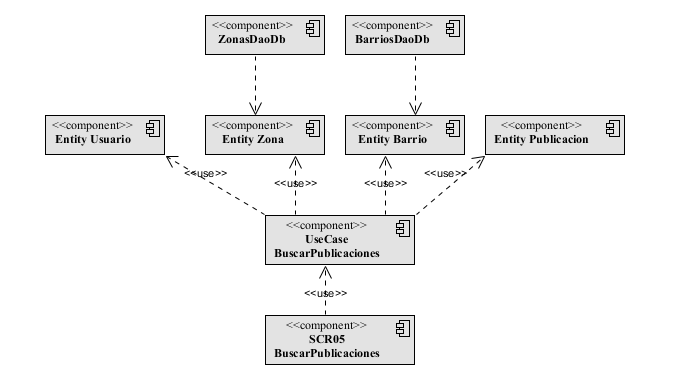 <<component>>
ZonasDaoDb
<<component>>
BarriosDaoDb
<<component>>
Entity Usuario
<<component>>
Entity Zona
<<component>>
Entity Barrio
<<component>>
Entity Publicacion
<<use>>
<<use>>
<<use>>
<<use>>
<<component>>
UseCase
BuscarPublicaciones
<<use>>
<<component>>
SCR05
BuscarPublicaciones